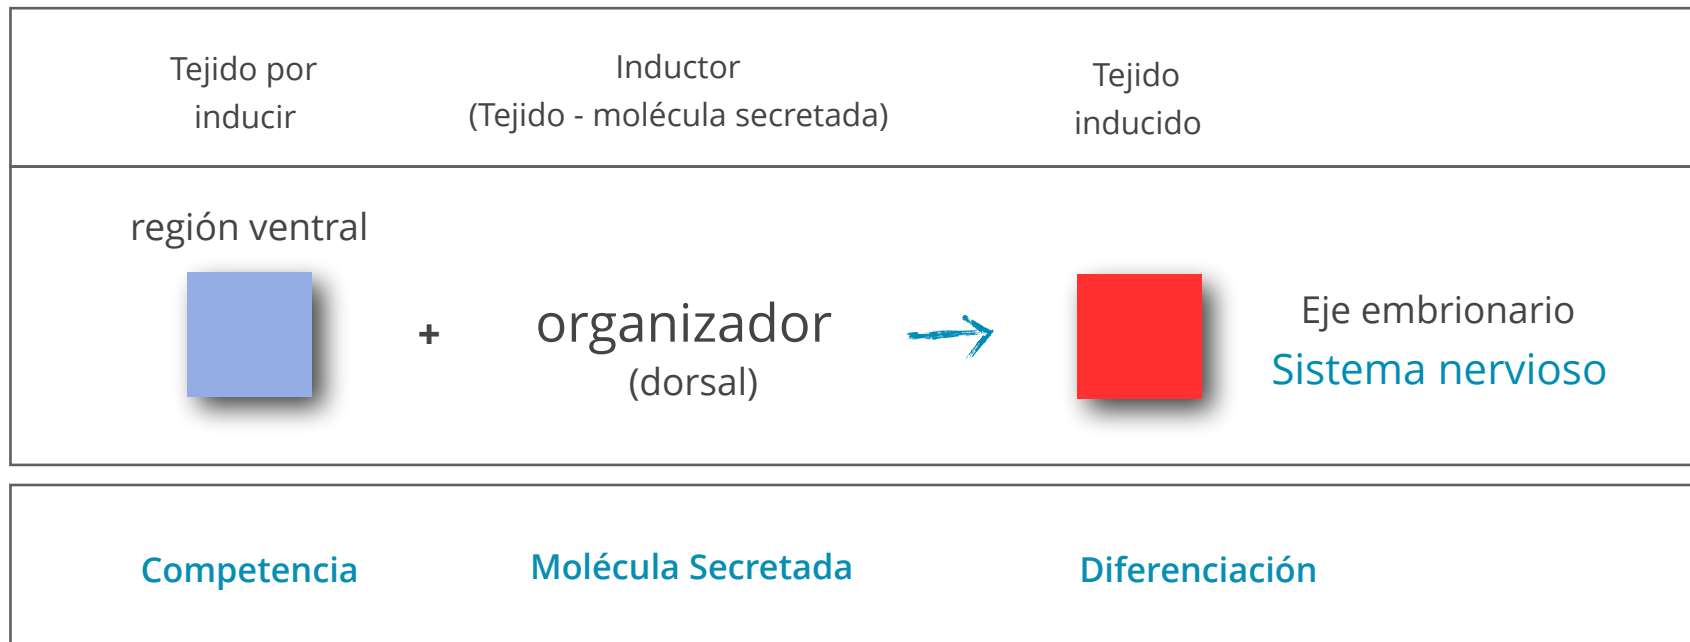 Tejido por
inducir
Inductor
(Tejido - molécula secretada)
Tejido
inducido
región ventral
+
organizador
(dorsal)
Eje embrionario
Sistema nervioso
Competencia
Molécula Secretada
Diferenciación